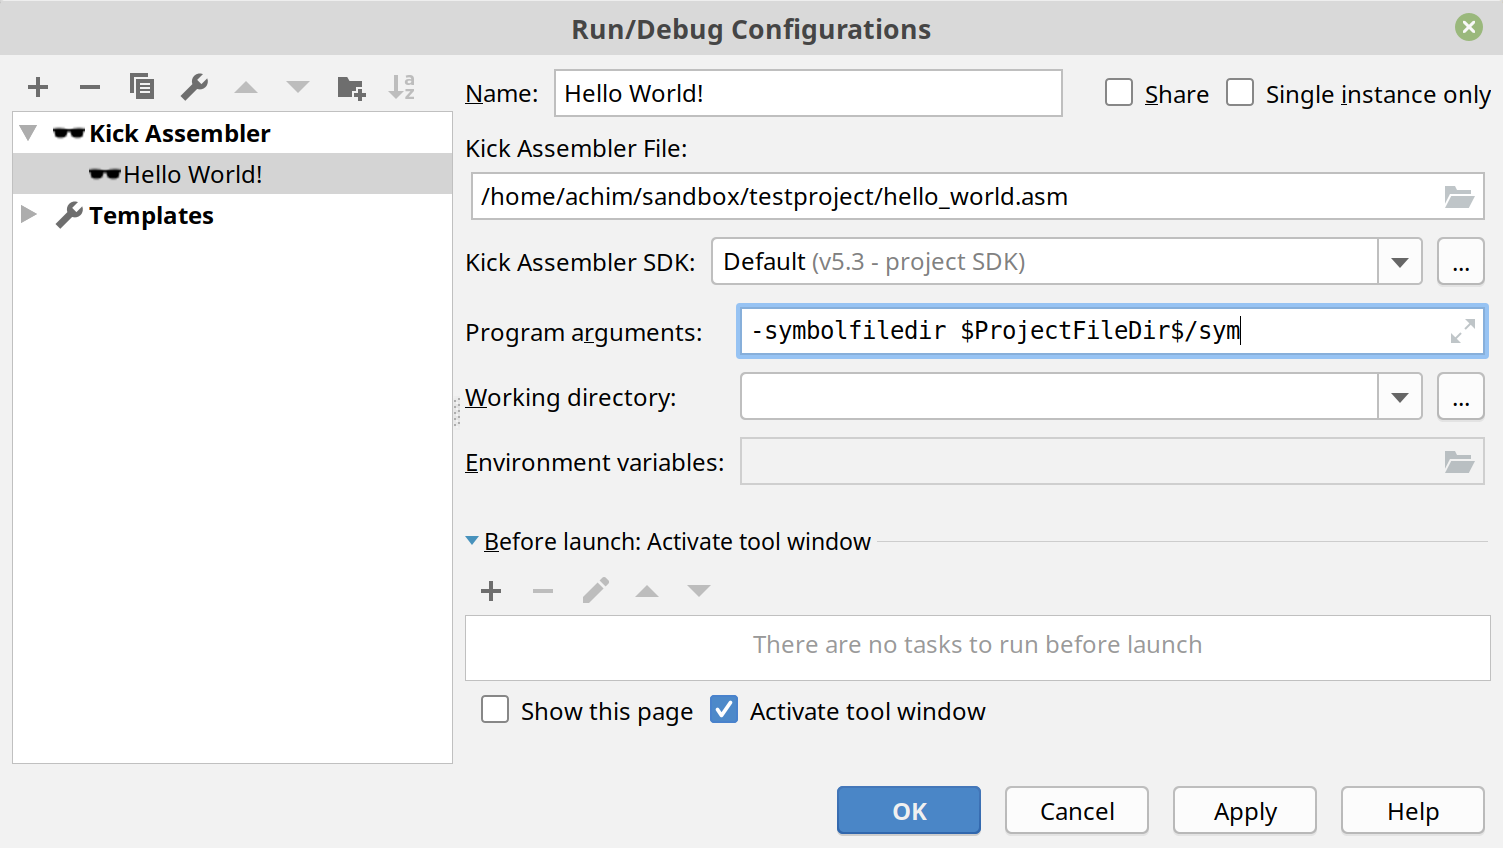 Run/Debug Configurations
Kick Assembler
Hello World!
Templates
Name: Hello World! Share Single instance only
Kick Assembler File:
/home/achim/sandbox/testproject/hello_world.asm
Kick Assembler SDK: Default (v5.3 - project SDK) ...
Program arguments: -symbolfiledir $ProjectFileDir$/sym
Working directory: ...
Environment variables:
Before launch: Activate tool window
There are no tasks to run before launch
Show this page Activate tool window
OK Cancel Apply Help